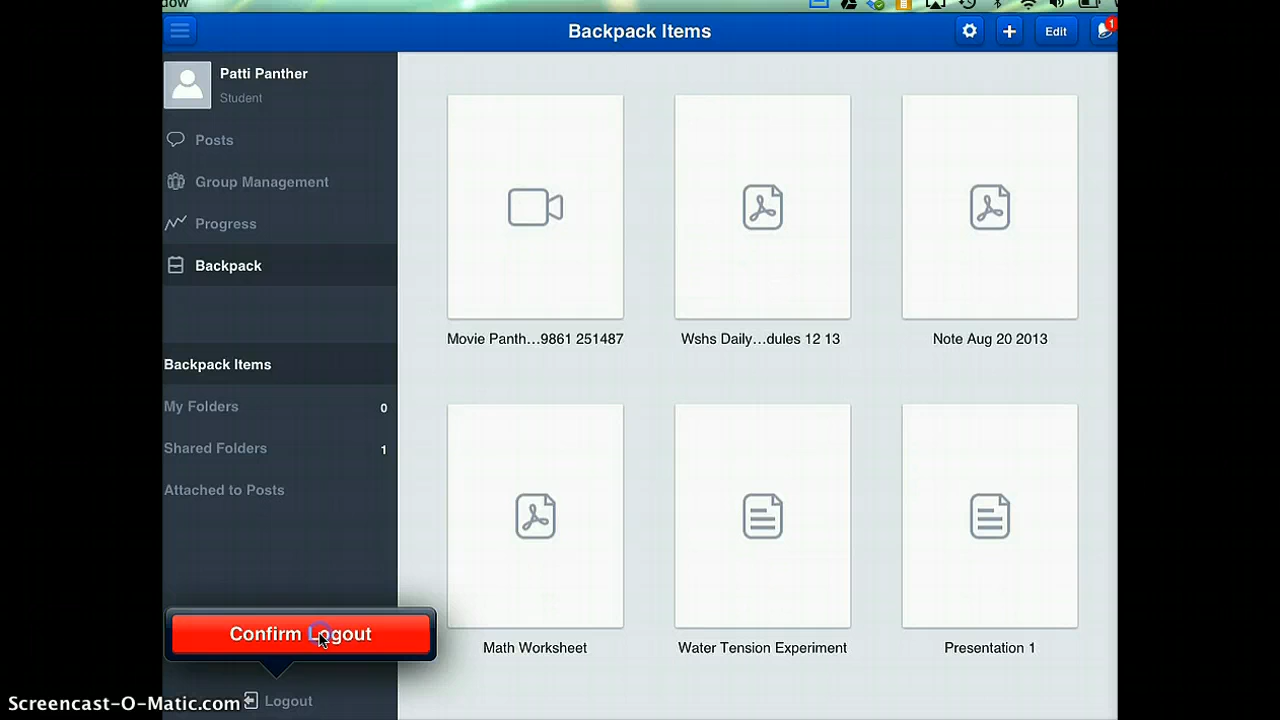 dow
Backpack Items
Edit
1
Patti Panther
Student
Posts
Group Management
Progress
Backpack
Backpack Items
My Folders 0
Shared Folders 1
Attached to Posts
Movie Panth...9861 251487
Wshs Daily...dules 12 13
Note Aug 20 2013
Math Worksheet
Water Tension Experiment
Presentation 1
Confirm Logout
Logout
Screencast-O-Matic.com